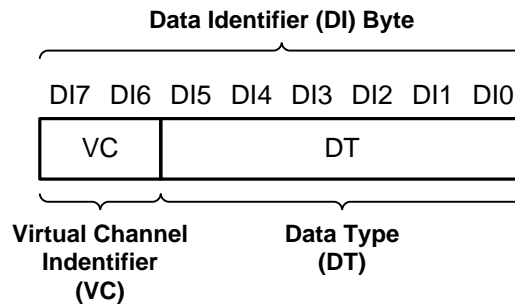 Data Identifier (DI) Byte
DI7 DI6 DI5 DI4 DI3 DI2 DI1 DI0
VC DT
Virtual Channel Data Type
Indentifier (DT)
(VC)